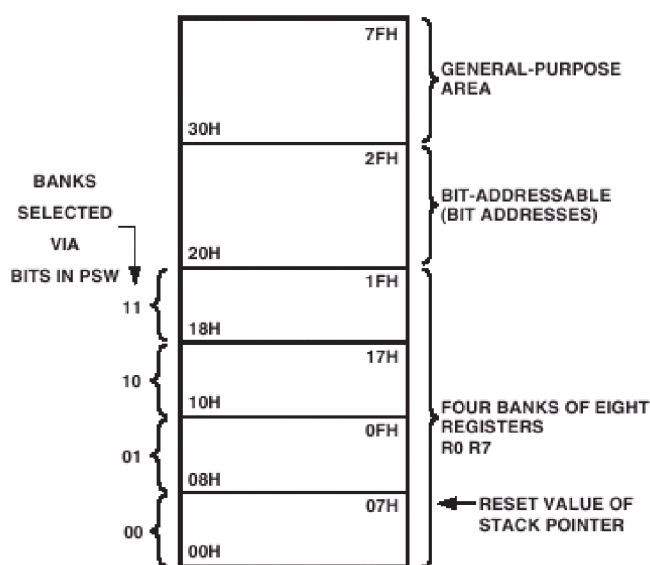 7FH
GENERAL-PURPOSE
AREA
30H
2FH
BANKS
SELECTED
VIA
BITS IN PSW
BIT-ADDRESSABLE
(BIT ADDRESSES)
20H
1FH
11
18H
17H
10
10H
FOUR BANKS OF EIGHT
REGISTERS
R0 R7
0FH
01
08H
07H
RESET VALUE OF
STACK POINTER
00
00H